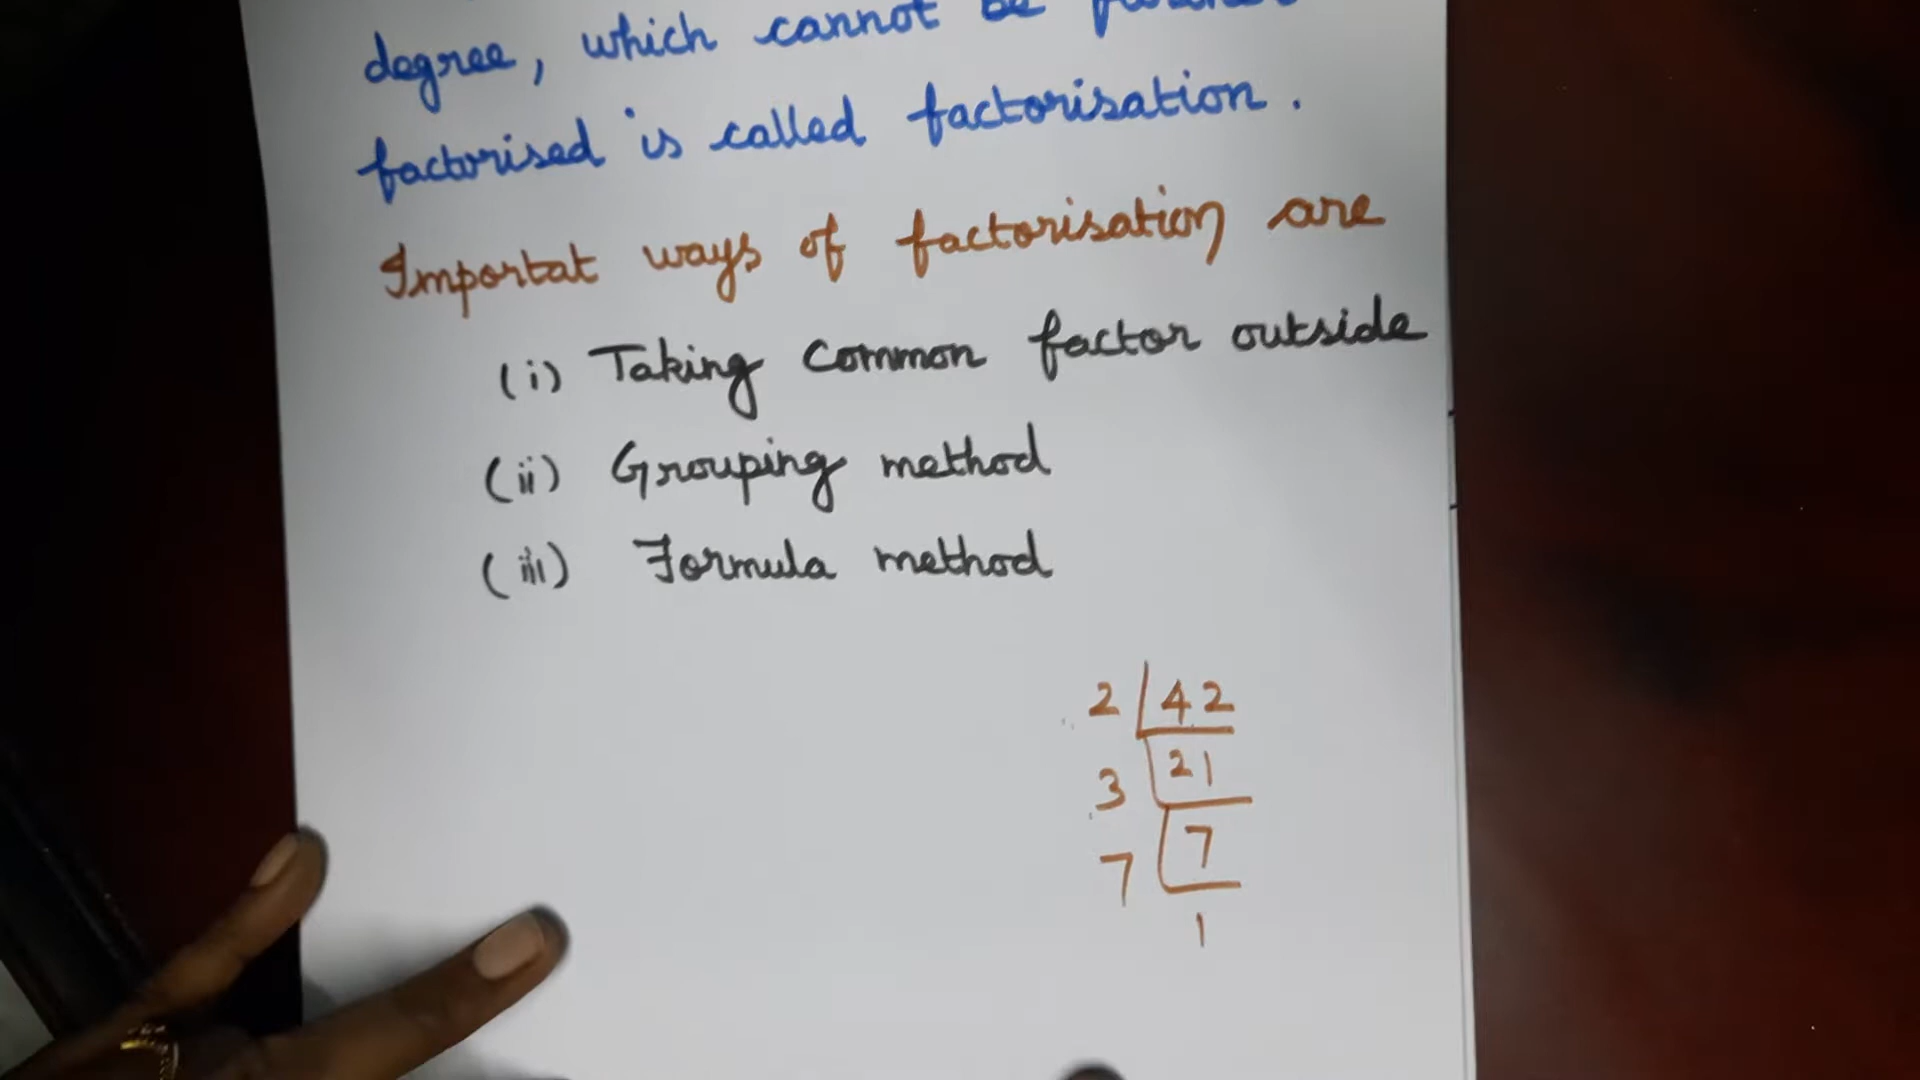 degree, which cannot be
factorised is called factorisation.
Importat ways of factorisation are
(i) Taking Common factor outside
(ii) Grouping method
(iii) Formula method
2 42
3 21
7 7
1